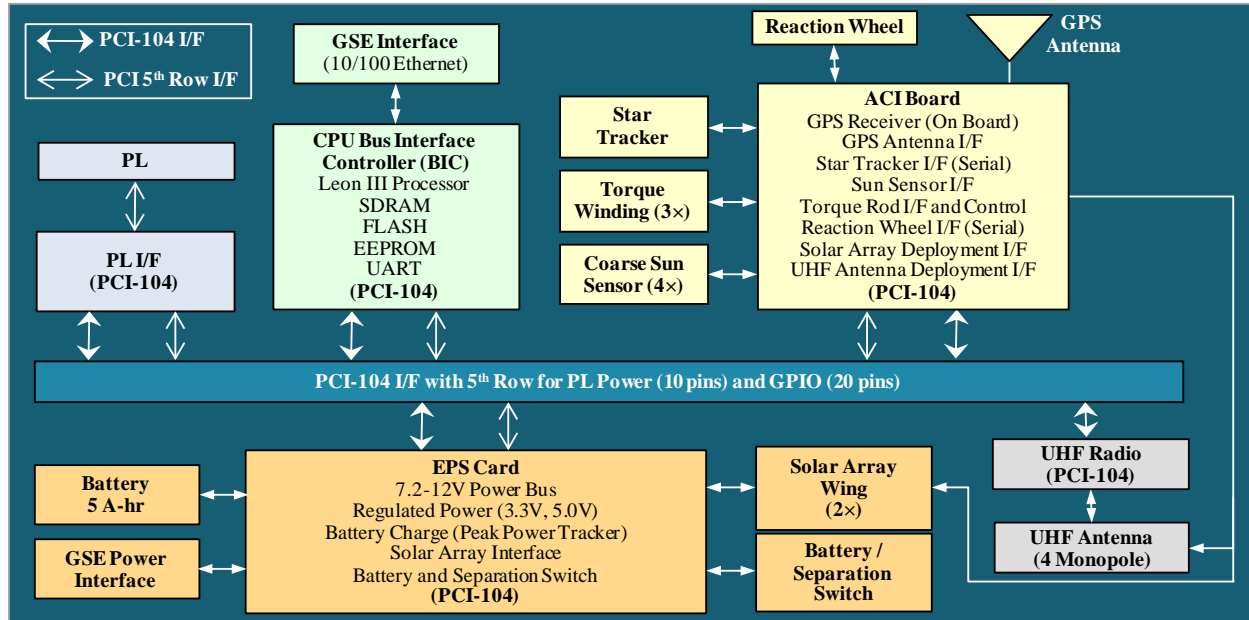 PCI-104 I/F
PCI 5th Row I/F
GSE Interface
(10/100 Ethernet)
Reaction Wheel
GPS
Antenna
PL
PL I/F
(PCI-104)
CPU Bus Interface
Controller (BIC)
Leon III Processor
SDRAM
FLASH
EEPROM
UART
(PCI-104)
Star
Tracker
Torque
Winding (3×)
Coarse Sun
Sensor (4×)
ACI Board
GPS Receiver (On Board)
GPS Antenna I/F
Star Tracker I/F (Serial)
Sun Sensor I/F
Torque Rod I/F and Control
Reaction Wheel I/F (Serial)
Solar Array Deployment I/F
UHF Antenna Deployment I/F
(PCI-104)
PCI-104 I/F with 5th Row for PL Power (10 pins) and GPIO (20 pins)
Battery
5 A-hr
GSE Power
Interface
EPS Card
7.2-12V Power Bus
Regulated Power (3.3V, 5.0V)
Battery Charge (Peak Power Tracker)
Solar Array Interface
Battery and Separation Switch
(PCI-104)
Solar Array
Wing
(2×)
Battery /
Separation
Switch
UHF Radio
(PCI-104)
UHF Antenna
(4 Monopole)